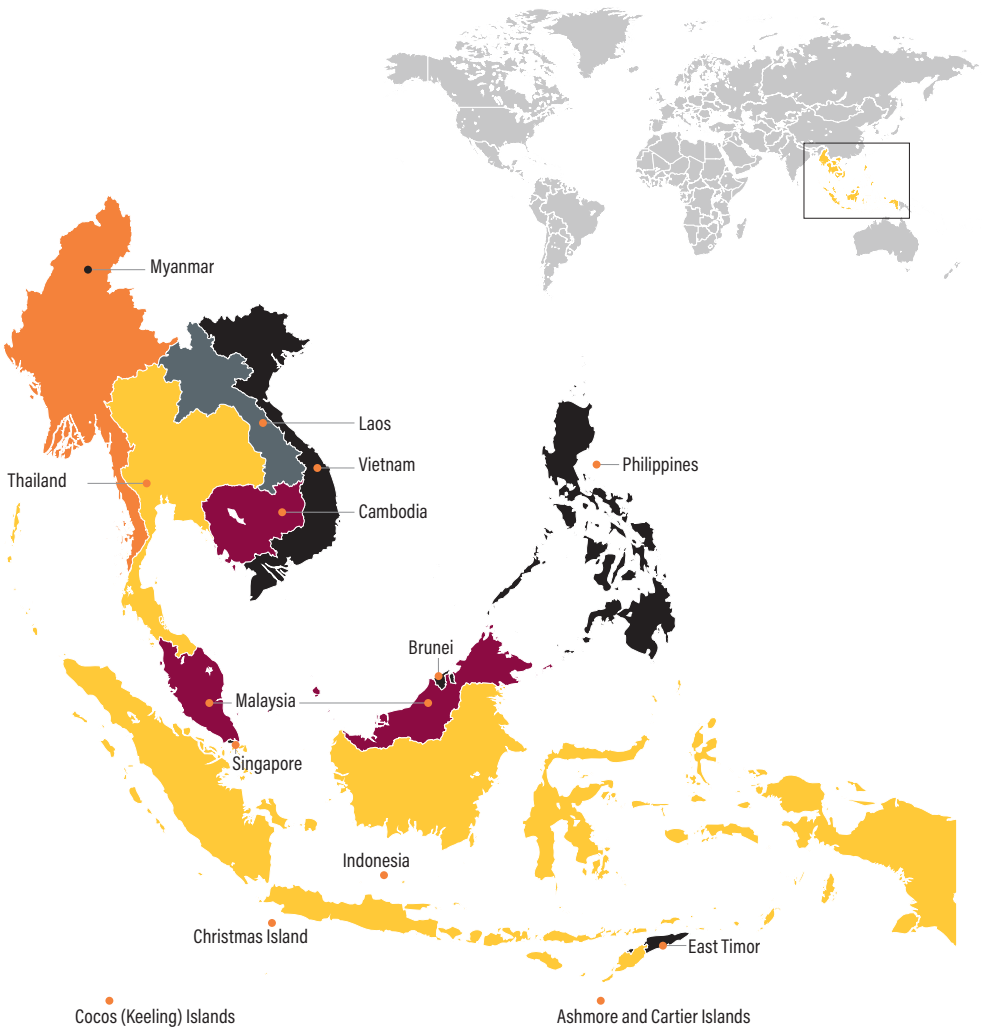 Myanmar
Laos
Vietnam
Philippines
Thailand
Cambodia
Brunei
Malaysia
Singapore
Indonesia
Christmas Island
East Timor
Cocos (Keeling) Islands
Ashmore and Cartier Islands